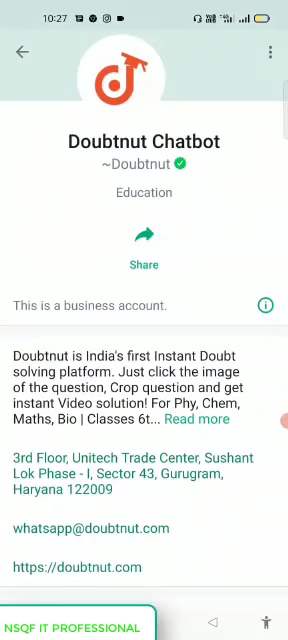 10:27
Doubtnut Chatbot
~Doubtnut
Education
Share
This is a business account.
Doubtnut is India's first Instant Doubt
solving platform. Just click the image
of the question, Crop question and get
instant Video solution! For Phy, Chem,
Maths, Bio | Classes 6t... Read more
3rd Floor, Unitech Trade Center, Sushant
Lok Phase - I, Sector 43, Gurugram,
Haryana 122009
whatsapp@doubtnut.com
https://doubtnut.com
NSQF IT PROFESSIONAL